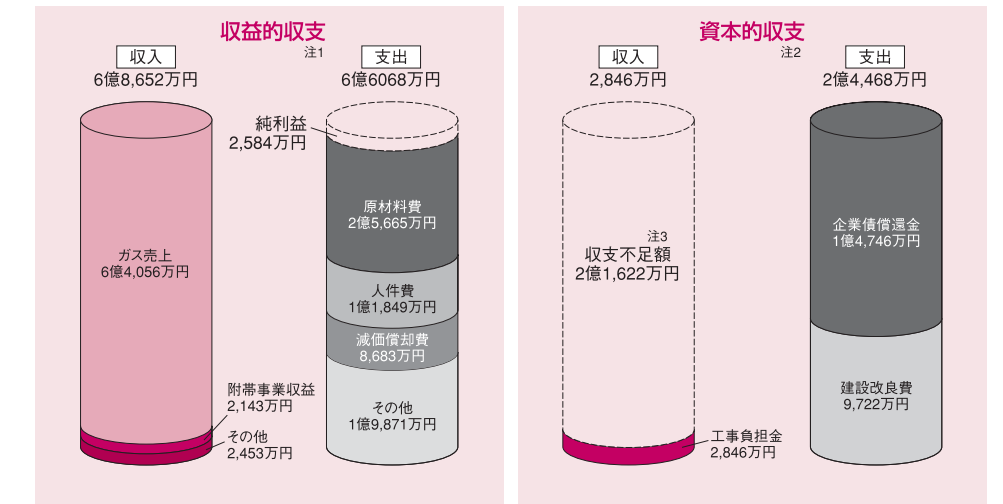 収益的収支
注1
収入
6億8,652万円
支出
6億6068万円
純利益
2,584万円
ガス売上
6億4,056万円
附帯事業収益
2,143万円
その他
2,453万円
原材料費
2億5,665万円
人件費
1億1,849万円
減価償却費
8,683万円
その他
1億9,871万円
資本的収支
注2
収入
2,846万円
支出
2億4,468万円
注3
収支不足額
2億1,622万円
工事負担金
2,846万円
企業債償還金
1億4,746万円
建設改良費
9,722万円